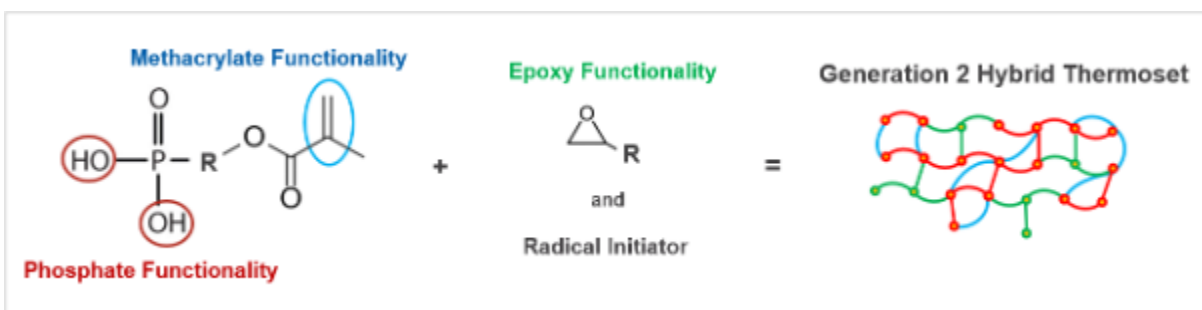 Methacrylate Functionality
O
HO
P
R
O
O
OH
Phosphate Functionality
+
Epoxy Functionality
O
R
and
Radical Initiator
=
Generation 2 Hybrid Thermoset